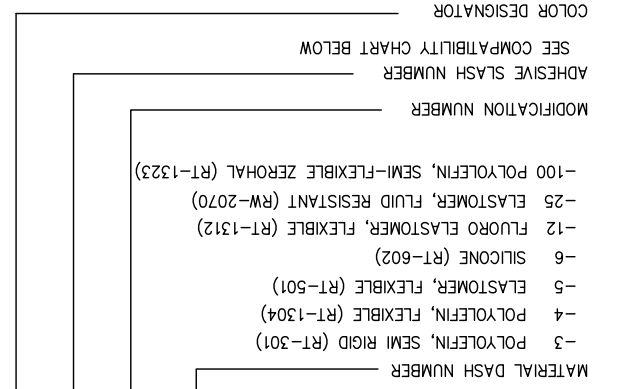 MATERIAL DASH NUMBER
-3 POLYOLEFIN, SEMI RIGID (RT-301)
-4 POLYOLEFIN, FLEXIBLE (RT-1304)
-5 ELASTOMER, FLEXIBLE (RT-501)
-6 SILICONE (RT-602)
-12 FLUORO ELASTOMER, FLEXIBLE (RT-1312)
-25 ELASTOMER, FLUID RESISTANT (RW-2070)
-100 POLYOLEFIN, SEMI-FLEXIBLE ZEROHAL (RT-1323)
MODIFICATION NUMBER
ADHESIVE SLASH NUMBER
SEE COMPATIBILITY CHART BELOW
COLOR DESIGNATOR